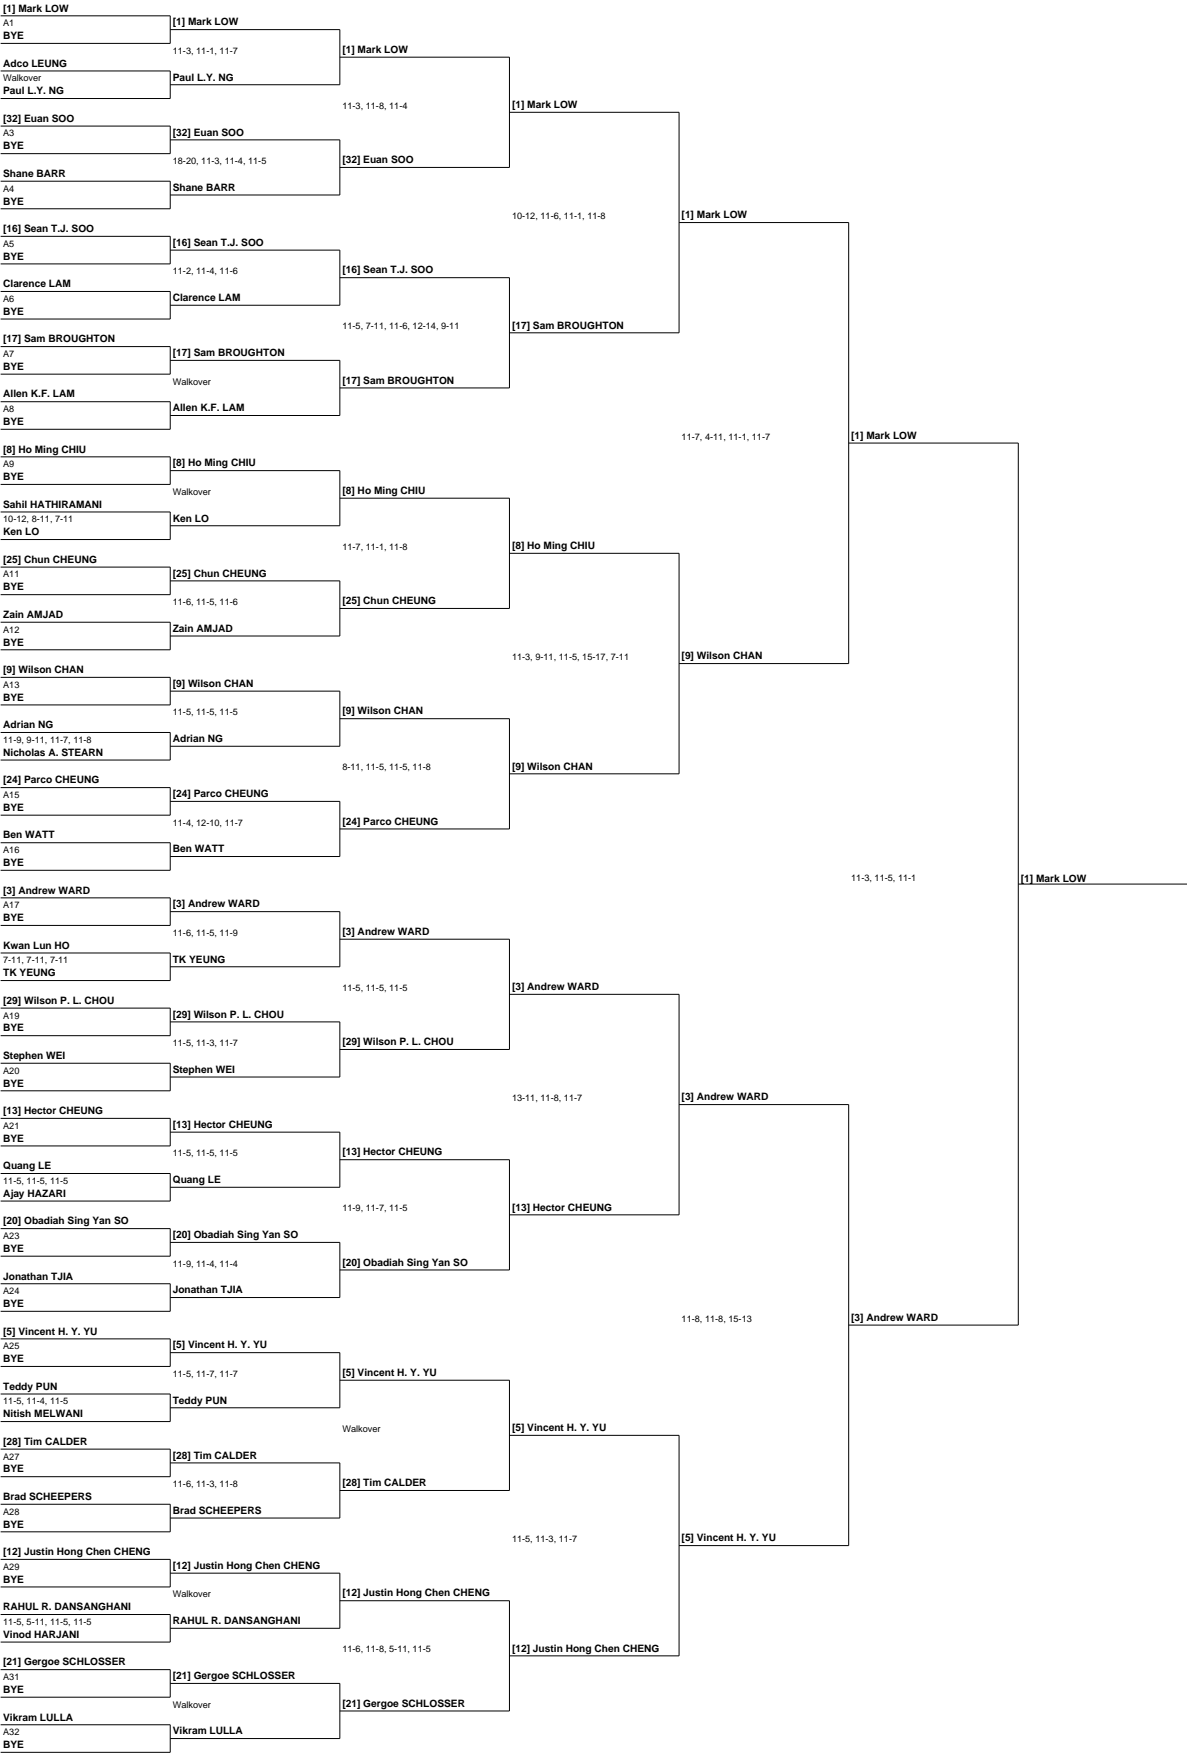 [1] Mark LOW
A1
BYE
Adco LEUNG
Walkover
Paul L.Y. NG
[32] Euan SOO
A3
BYE
Shane BARR
A4
BYE
[16] Sean T.J. SOO
A5
BYE
Clarence LAM
A6
BYE
[17] Sam BROUGHTON
A7
BYE
Allen K.F. LAM
A8
BYE
[8] Ho Ming CHIU
A9
BYE
Sahil HATHIRAMANI
10-12, 8-11, 7-11
Ken LO
[25] Chun CHEUNG
A11
BYE
Zain AMJAD
A12
BYE
[9] Wilson CHAN
A13
BYE
Adrian NG
11-9, 9-11, 11-7, 11-8
Nicholas A. STEARN
[24] Parco CHEUNG
A15
BYE
Ben WATT
A16
BYE
[3] Andrew WARD
A17
BYE
Kwan Lun HO
7-11, 7-11, 7-11
TK YEUNG
[29] Wilson P. L. CHOU
A19
BYE
Stephen WEI
A20
BYE
[13] Hector CHEUNG
A21
BYE
Quang LE
11-5, 11-5, 11-5
Ajay HAZARI
[20] Obadiah Sing Yan SO
A23
BYE
Jonathan TJIA
A24
BYE
[5] Vincent H. Y. YU
A25
BYE
Teddy PUN
11-5, 11-4, 11-5
Nitish MELWANI
[28] Tim CALDER
A27
BYE
Brad SCHEEPERS
A28
BYE
[12] Justin Hong Chen CHENG
A29
BYE
RAHUL R. DANSANGHANI
11-5, 5-11, 11-5, 11-5
Vinod HARJANI
[21] Gergoe SCHLOSSER
A31
BYE
Vikram LULLA
A32
BYE
[1] Mark LOW
11-3, 11-1, 11-7
Paul L.Y. NG
[32] Euan SOO
18-20, 11-3, 11-4, 11-5
Shane BARR
[16] Sean T.J. SOO
11-2, 11-4, 11-6
Clarence LAM
[17] Sam BROUGHTON
Walkover
Allen K.F. LAM
[8] Ho Ming CHIU
Walkover
Ken LO
[25] Chun CHEUNG
11-6, 11-5, 11-6
Zain AMJAD
[9] Wilson CHAN
11-5, 11-5, 11-5
Adrian NG
[24] Parco CHEUNG
11-4, 12-10, 11-7
Ben WATT
[3] Andrew WARD
11-6, 11-5, 11-9
TK YEUNG
[29] Wilson P. L. CHOU
11-5, 11-3, 11-7
Stephen WEI
[13] Hector CHEUNG
11-5, 11-5, 11-5
Quang LE
[20] Obadiah Sing Yan SO
11-9, 11-4, 11-4
Jonathan TJIA
[5] Vincent H. Y. YU
11-5, 11-7, 11-7
Teddy PUN
[28] Tim CALDER
11-6, 11-3, 11-8
Brad SCHEEPERS
[12] Justin Hong Chen CHENG
Walkover
RAHUL R. DANSANGHANI
[21] Gergoe SCHLOSSER
Walkover
Vikram LULLA
[1] Mark LOW
11-3, 11-8, 11-4
[32] Euan SOO
[16] Sean T.J. SOO
11-5, 7-11, 11-6, 12-14, 9-11
[17] Sam BROUGHTON
[8] Ho Ming CHIU
11-7, 11-1, 11-8
[25] Chun CHEUNG
[9] Wilson CHAN
8-11, 11-5, 11-5, 11-8
[24] Parco CHEUNG
[3] Andrew WARD
11-5, 11-5, 11-5
[29] Wilson P. L. CHOU
[13] Hector CHEUNG
11-9, 11-7, 11-5
[20] Obadiah Sing Yan SO
[5] Vincent H. Y. YU
Walkover
[28] Tim CALDER
[12] Justin Hong Chen CHENG
11-6, 11-8, 5-11, 11-5
[21] Gergoe SCHLOSSER
[1] Mark LOW
10-12, 11-6, 11-1, 11-8
[17] Sam BROUGHTON
[8] Ho Ming CHIU
11-3, 9-11, 11-5, 15-17, 7-11
[9] Wilson CHAN
[3] Andrew WARD
13-11, 11-8, 11-7
[13] Hector CHEUNG
[5] Vincent H. Y. YU
11-5, 11-3, 11-7
[12] Justin Hong Chen CHENG
[1] Mark LOW
11-7, 4-11, 11-1, 11-7
[9] Wilson CHAN
[3] Andrew WARD
11-8, 11-8, 15-13
[5] Vincent H. Y. YU
[1] Mark LOW
11-3, 11-5, 11-1
[3] Andrew WARD
[1] Mark LOW